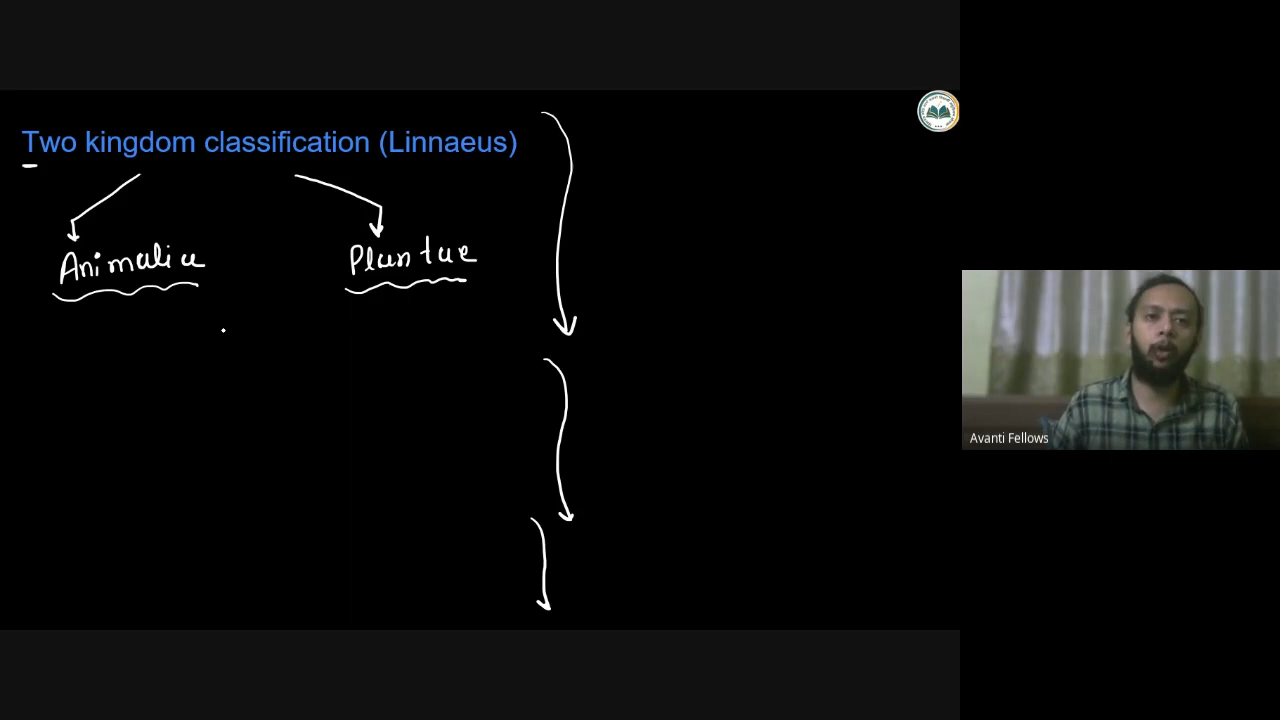 Two kingdom classification (Linnaeus)
Animalia
Plantae
Avanti Fellows